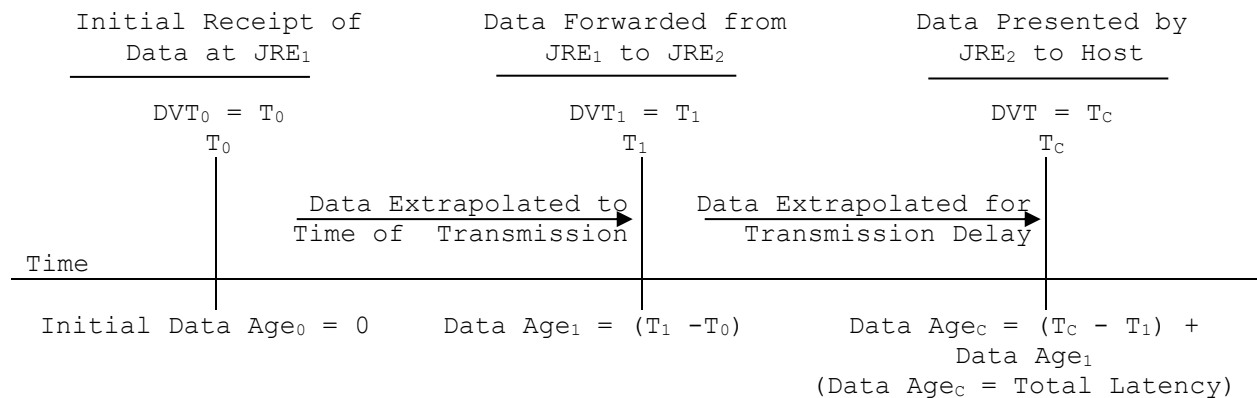 Initial Receipt of
Data at JRE₁
Data Forwarded from
JRE₁ to JRE₂
Data Presented by
JRE₂ to Host
DVT₀ = T₀
T₀
DVT₁ = T₁
T₁
DVT = T_C
T_C
Data Extrapolated to
Time of Transmission
Data Extrapolated for
Transmission Delay
Time
Initial Data Age₀ = 0
Data Age₁ = (T₁ -T₀)
Data Age_C = (T_C - T₁) +
Data Age₁
(Data Age_C = Total Latency)